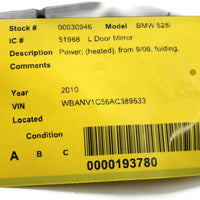 Stock # 00030946 Model BMW 528i
IC # 51968 L Door Mirror
Description Power; (heated), from 9/09, folding,
Comments
Year 2010
VIN WBANV1C56AC389633
Located
Condition
A B C 0000193780